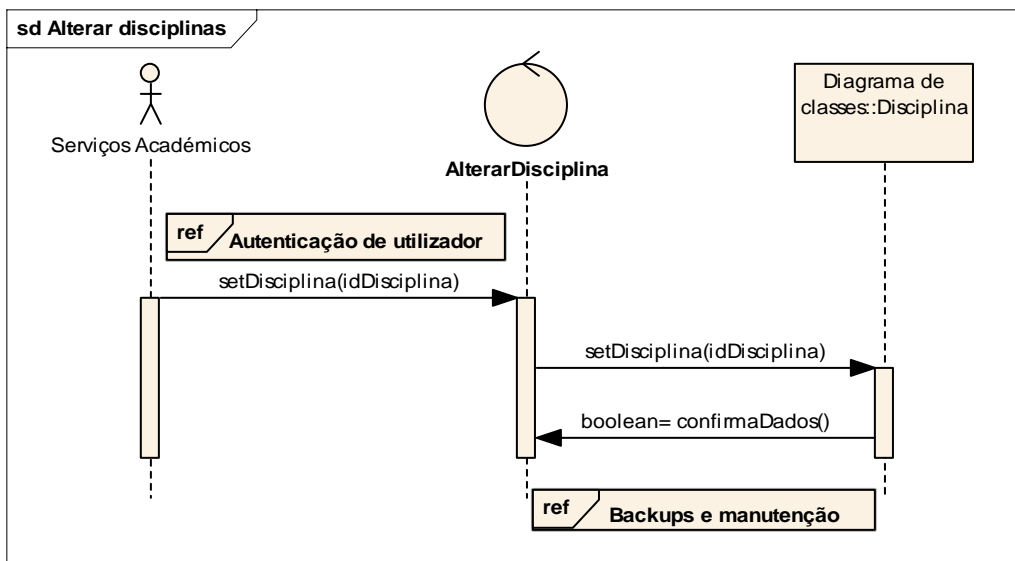 sd Alterar disciplinas
Serviços Académicos
AlterarDisciplina
Diagrama de
classes::Disciplina
ref
Autenticação de utilizador
setDisciplina(idDisciplina)
setDisciplina(idDisciplina)
boolean= confirmaDados()
ref
Backups e manutenção